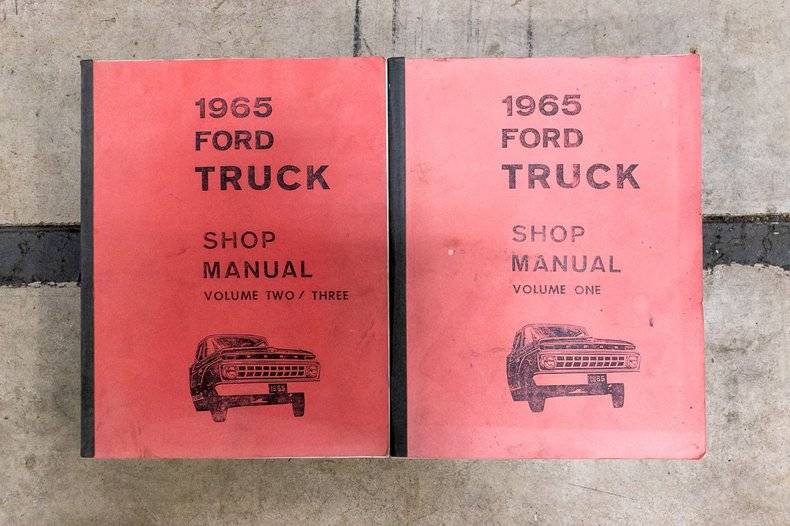 1965
FORD
TRUCK
SHOP
MANUAL
VOLUME TWO / THREE
1965
1965
FORD
TRUCK
SHOP
MANUAL
VOLUME ONE
1965